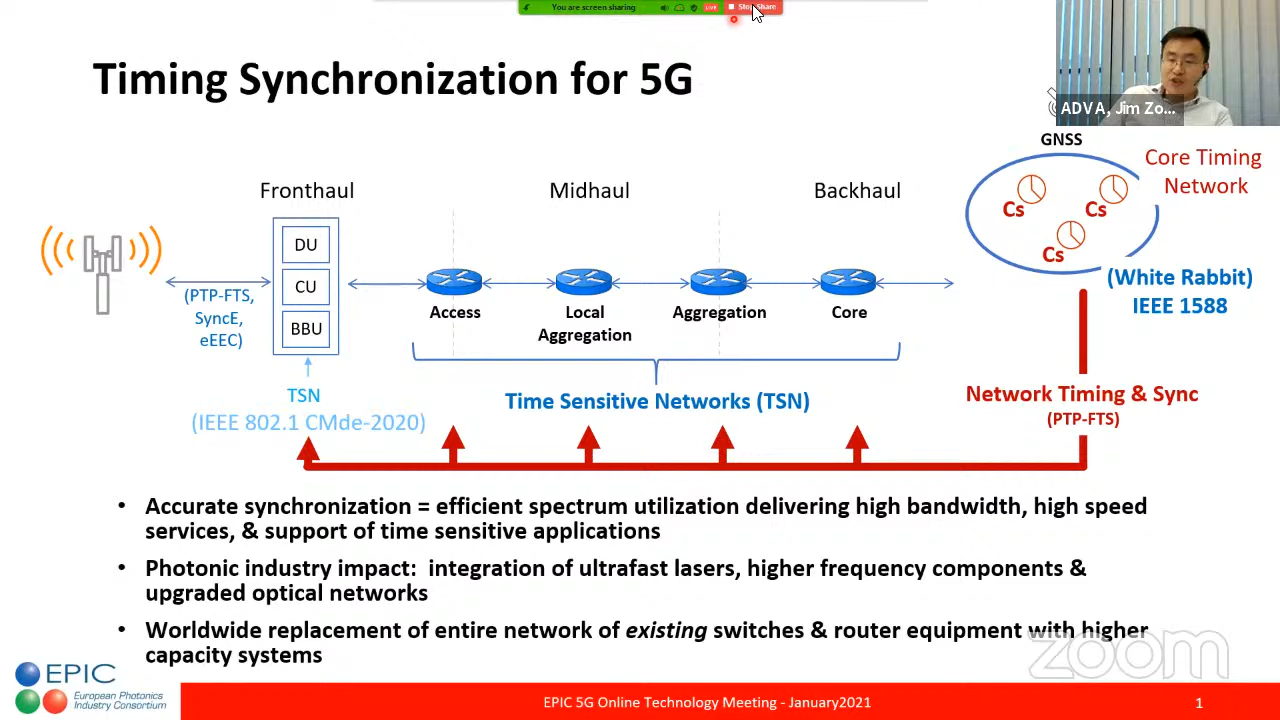 You are screen sharing
LIVE
Stop Share
Timing Synchronization for 5G
ADVA, Jim Zo...
GNSS
Core Timing
Network
Fronthaul
Midhaul
Backhaul
Cs
Cs
Cs
DU
CU
BBU
(PTP-FTS,
SyncE,
eEEC)
(White Rabbit)
IEEE 1588
Access
Local
Aggregation
Aggregation
Core
TSN
(IEEE 802.1 CMde-2020)
Time Sensitive Networks (TSN)
Network Timing & Sync
(PTP-FTS)
• Accurate synchronization = efficient spectrum utilization delivering high bandwidth, high speed
services, & support of time sensitive applications
• Photonic industry impact: integration of ultrafast lasers, higher frequency components &
upgraded optical networks
• Worldwide replacement of entire network of existing switches & router equipment with higher
capacity systems
zoom
EPIC
European Photonics
Industry Consortium
EPIC 5G Online Technology Meeting - January2021
1